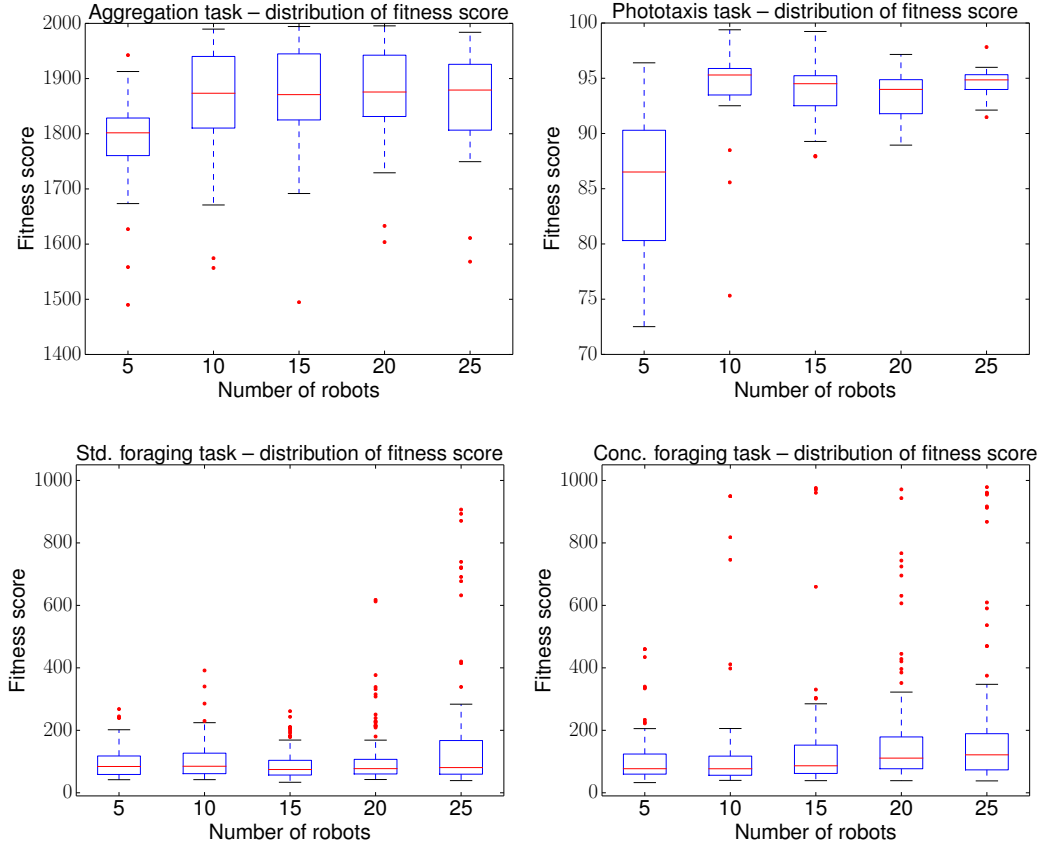 Aggregation task – distribution of fitness score
2000
1900
1800
1700
1600
1500
1400
Fitness score
5 10 15 20 25
Number of robots
Phototaxis task – distribution of fitness score
100
95
90
85
80
75
70
Fitness score
5 10 15 20 25
Number of robots
Std. foraging task – distribution of fitness score
1000
800
600
400
200
0
Fitness score
5 10 15 20 25
Number of robots
Conc. foraging task – distribution of fitness score
1000
800
600
400
200
0
Fitness score
5 10 15 20 25
Number of robots